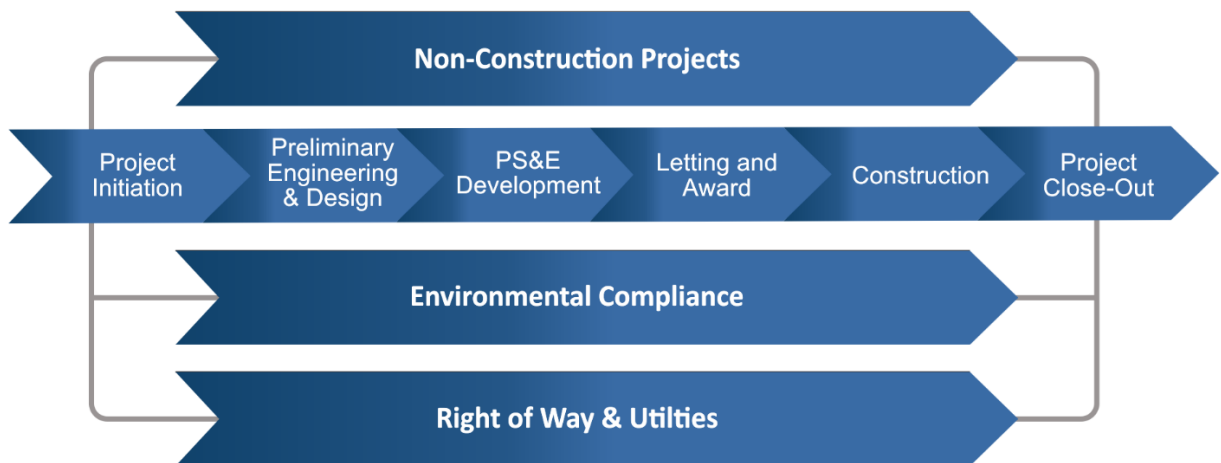 Non-Construction Projects
Project
Initiation
Preliminary
Engineering
& Design
PS&E
Development
Letting and
Award
Construction
Project
Close-Out
Environmental Compliance
Right of Way & Utilties